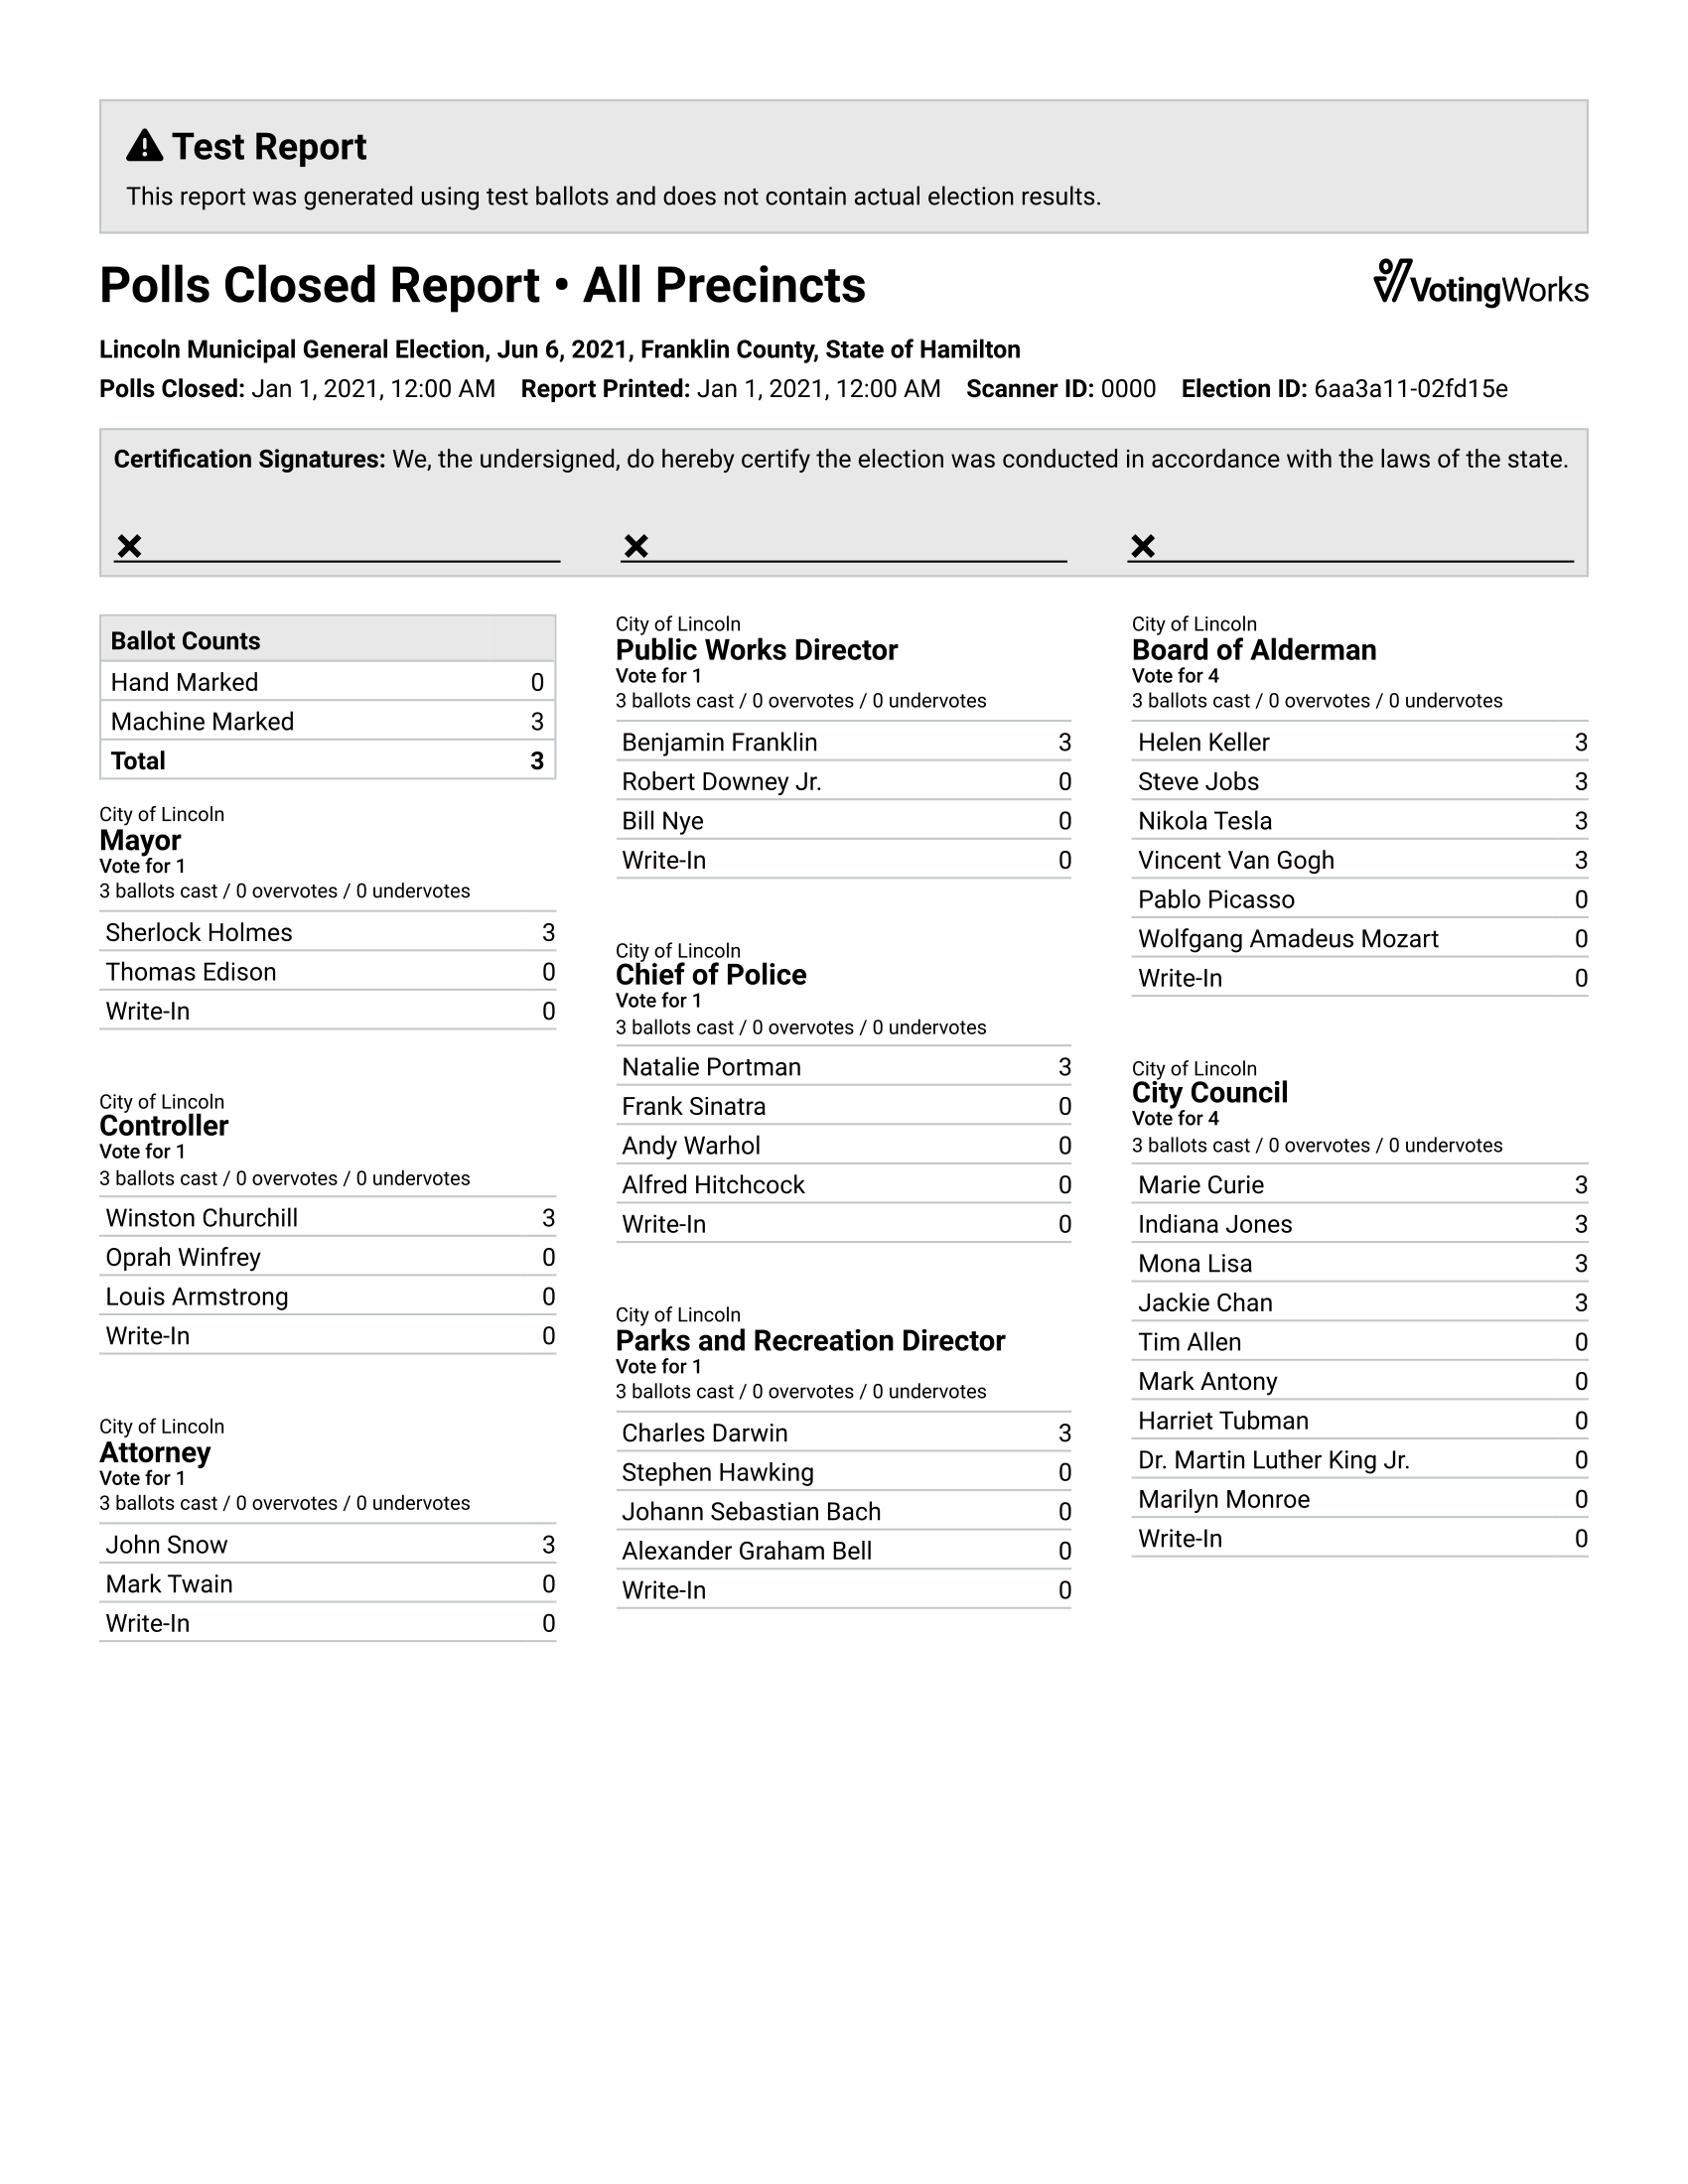 Test Report
This report was generated using test ballots and does not contain actual election results.
Polls Closed Report • All Precincts
VotingWorks
Lincoln Municipal General Election, Jun 6, 2021, Franklin County, State of Hamilton
Polls Closed: Jan 1, 2021, 12:00 AM Report Printed: Jan 1, 2021, 12:00 AM Scanner ID: 0000 Election ID: 6aa3a11-02fd15e
Certification Signatures: We, the undersigned, do hereby certify the election was conducted in accordance with the laws of the state.
Ballot Counts
Hand Marked 0
Machine Marked 3
Total 3
City of Lincoln
Mayor
Vote for 1
3 ballots cast / 0 overvotes / 0 undervotes
Sherlock Holmes 3
Thomas Edison 0
Write-In 0
City of Lincoln
Controller
Vote for 1
3 ballots cast / 0 overvotes / 0 undervotes
Winston Churchill 3
Oprah Winfrey 0
Louis Armstrong 0
Write-In 0
City of Lincoln
Attorney
Vote for 1
3 ballots cast / 0 overvotes / 0 undervotes
John Snow 3
Mark Twain 0
Write-In 0
City of Lincoln
Public Works Director
Vote for 1
3 ballots cast / 0 overvotes / 0 undervotes
Benjamin Franklin 3
Robert Downey Jr. 0
Bill Nye 0
Write-In 0
City of Lincoln
Chief of Police
Vote for 1
3 ballots cast / 0 overvotes / 0 undervotes
Natalie Portman 3
Frank Sinatra 0
Andy Warhol 0
Alfred Hitchcock 0
Write-In 0
City of Lincoln
Parks and Recreation Director
Vote for 1
3 ballots cast / 0 overvotes / 0 undervotes
Charles Darwin 3
Stephen Hawking 0
Johann Sebastian Bach 0
Alexander Graham Bell 0
Write-In 0
City of Lincoln
Board of Alderman
Vote for 4
3 ballots cast / 0 overvotes / 0 undervotes
Helen Keller 3
Steve Jobs 3
Nikola Tesla 3
Vincent Van Gogh 3
Pablo Picasso 0
Wolfgang Amadeus Mozart 0
Write-In 0
City of Lincoln
City Council
Vote for 4
3 ballots cast / 0 overvotes / 0 undervotes
Marie Curie 3
Indiana Jones 3
Mona Lisa 3
Jackie Chan 3
Tim Allen 0
Mark Antony 0
Harriet Tubman 0
Dr. Martin Luther King Jr. 0
Marilyn Monroe 0
Write-In 0